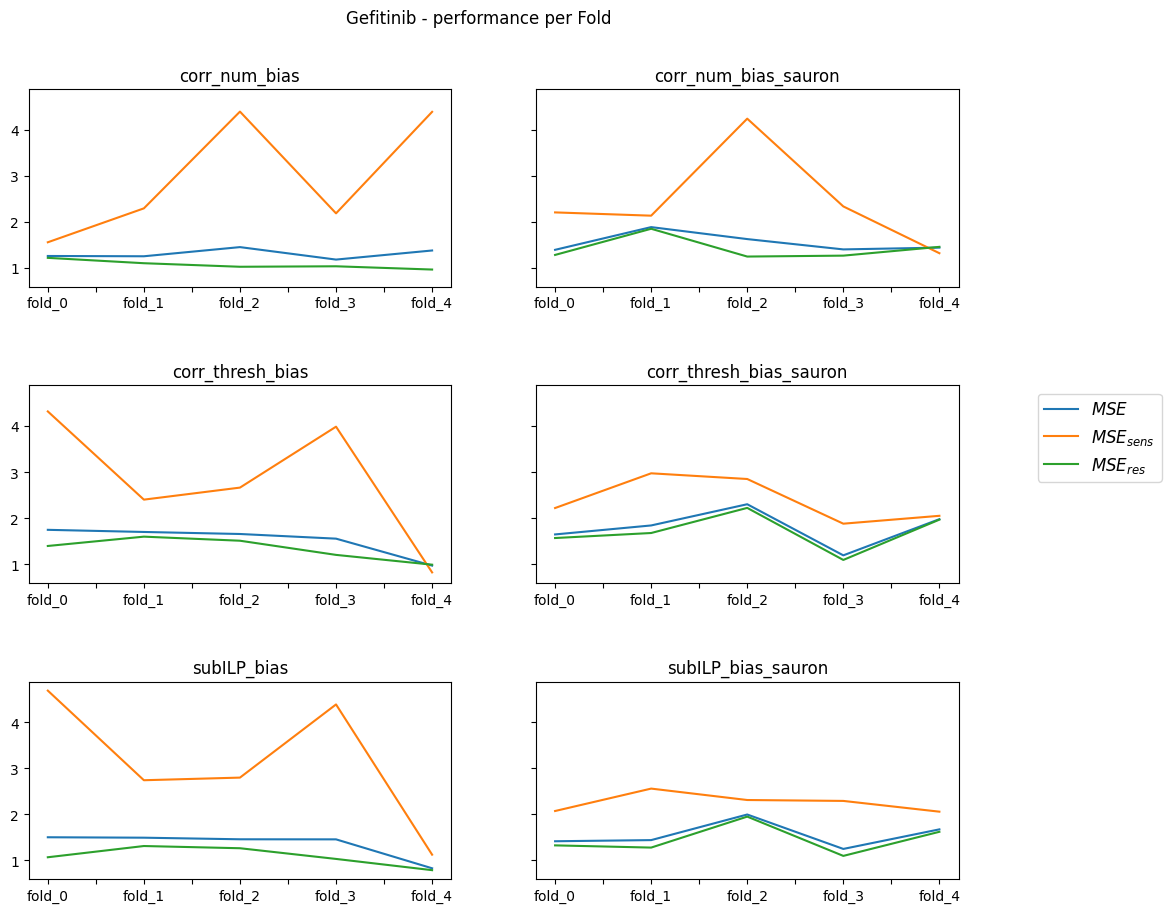 Gefitinib - performance per Fold
corr_num_bias
corr_num_bias_sauron
4
3
2
1
fold_0 fold_1 fold_2 fold_3 fold_4
fold_0 fold_1 fold_2 fold_3 fold_4
corr_thresh_bias
corr_thresh_bias_sauron
4
3
2
1
fold_0 fold_1 fold_2 fold_3 fold_4
fold_0 fold_1 fold_2 fold_3 fold_4
MSE
MSE_sens
MSE_res
subILP_bias
subILP_bias_sauron
4
3
2
1
fold_0 fold_1 fold_2 fold_3 fold_4
fold_0 fold_1 fold_2 fold_3 fold_4